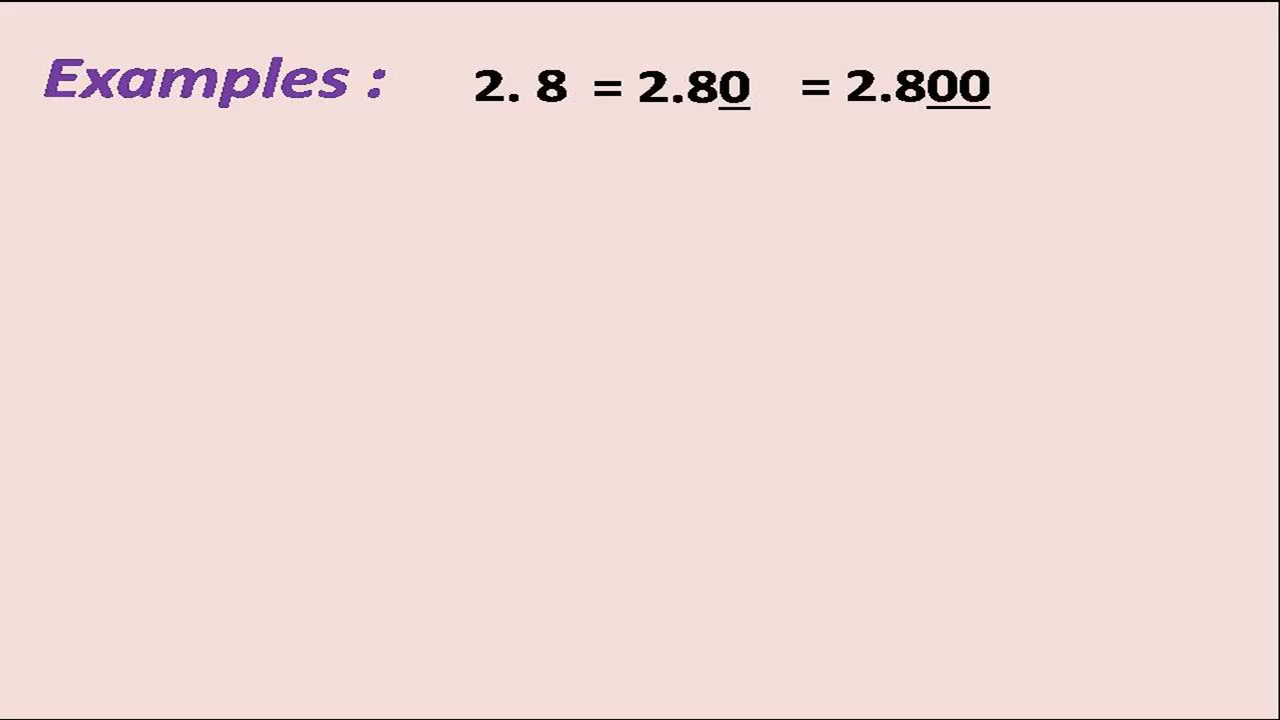 Examples : 2. 8 = 2.80 = 2.800